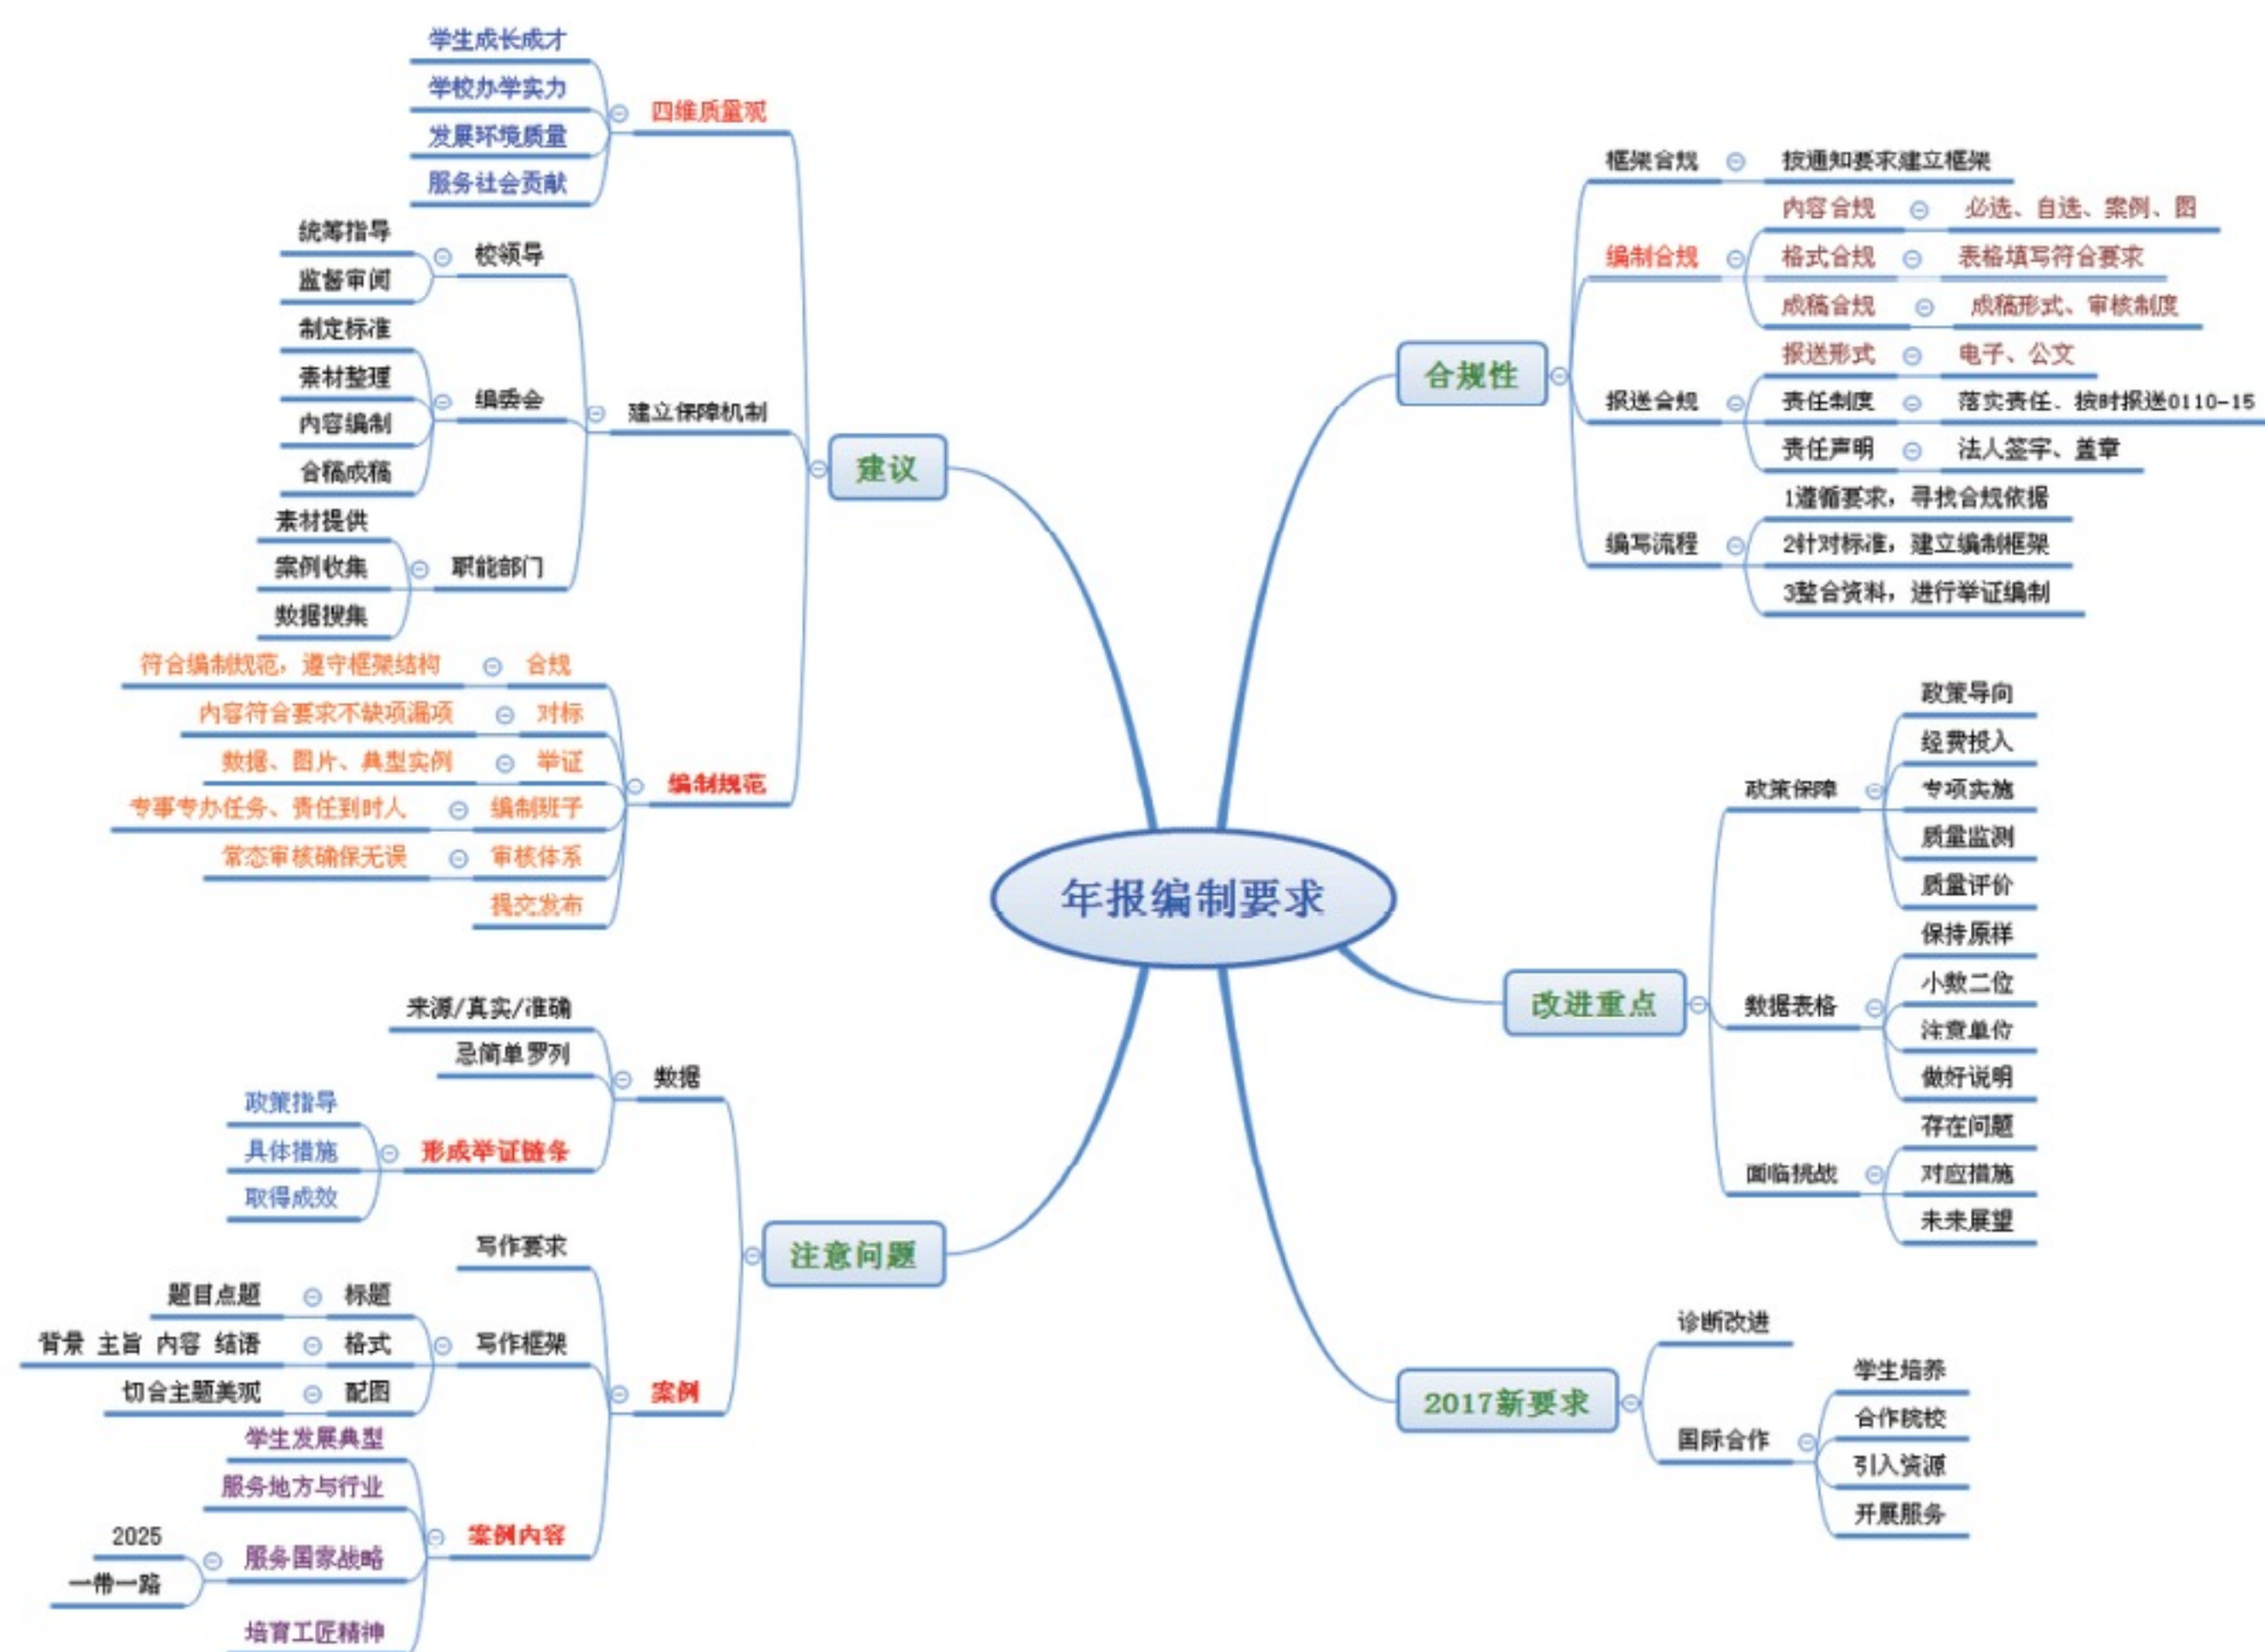 年报编制要求
合规性
框架合规
按通知要求建立框架
编制合规
内容合规
必选、自选、案例、图
格式合规
表格填写符合要求
成稿合规
成稿形式、审核制度
报送合规
报送形式
电子、公文
责任制度
落实责任、按时报送0110-15
责任声明
法人签字、盖章
编写流程
1遵循要求，寻找合规依据
2针对标准，建立编制框架
3整合资料，进行举证编制
改进重点
政策保障
政策导向
经费投入
专项实施
质量监测
质量评价
数据表格
保持原样
小数二位
注意单位
做好说明
面临挑战
存在问题
对应措施
未来展望
2017新要求
诊断改进
国际合作
学生培养
合作院校
引入资源
开展服务
建议
四维质量观
学生成长成才
学校办学实力
发展环境质量
服务社会贡献
建立保障机制
校领导
统筹指导
监督审阅
编委会
制定标准
素材整理
内容编制
合稿成稿
职能部门
素材提供
案例收集
数据搜集
编制规范
合规
符合编制规范，遵守框架结构
对标
内容符合要求不缺项漏项
举证
数据、图片、典型实例
编制班子
专事专办任务、责任到时人
审核体系
常态审核确保无误
提交发布
注意问题
数据
来源/真实/准确
忌简单罗列
形成举证链条
政策指导
具体措施
取得成效
案例
写作要求
写作框架
标题
题目点题
格式
背景 主旨 内容 结语
配图
切合主题美观
案例内容
学生发展典型
服务地方与行业
服务国家战略
2025
一带一路
培育工匠精神